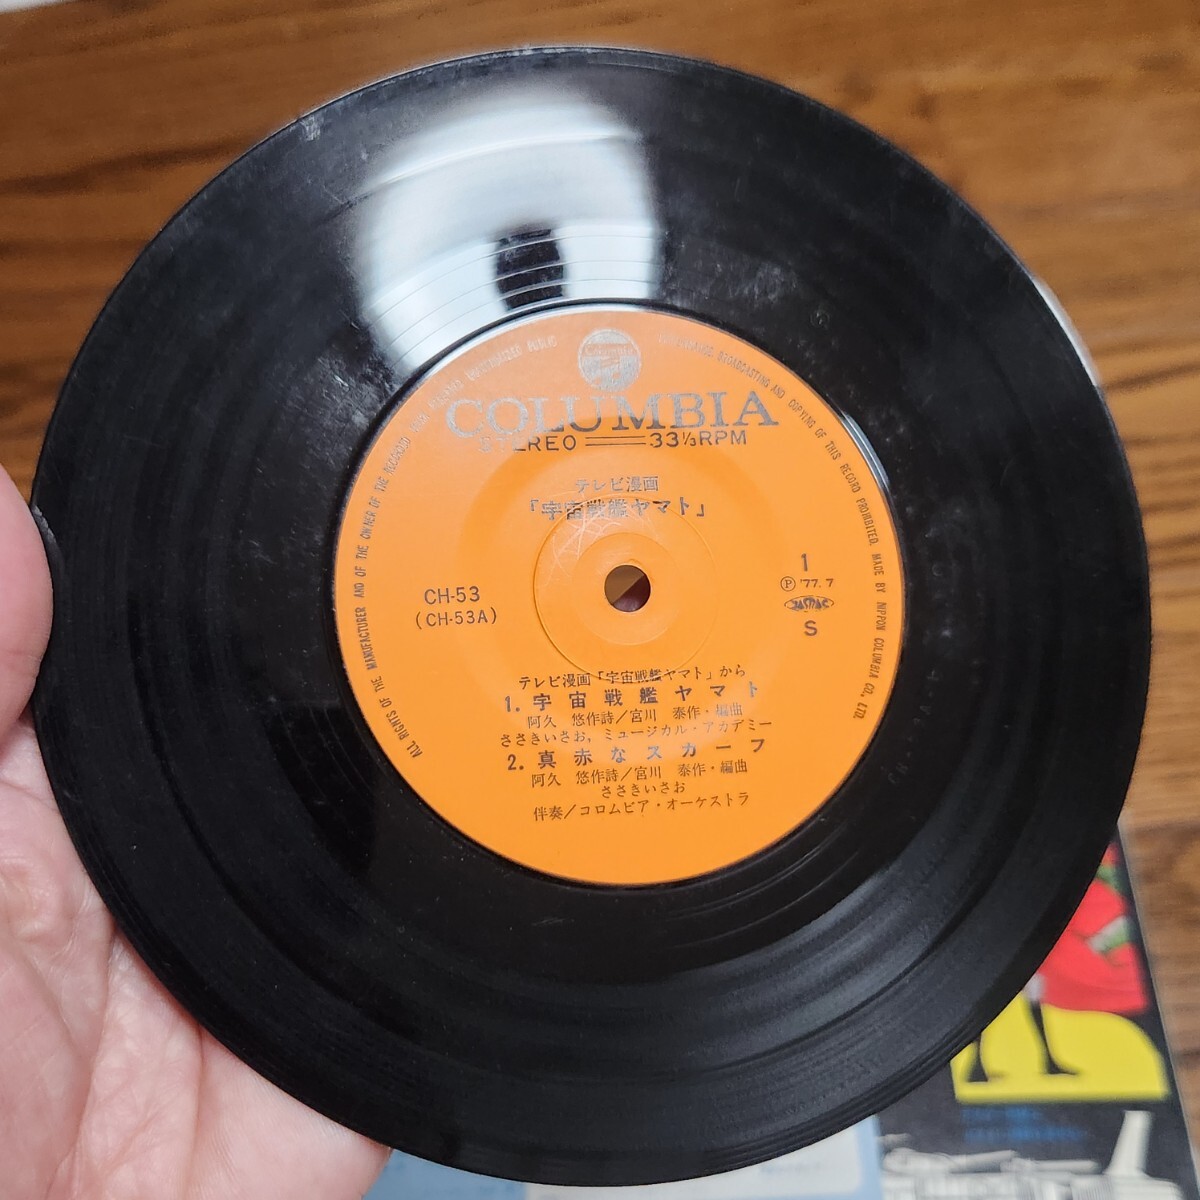 Columbia
COLUMBIA
STEREO 33⅓RPM
テレビ漫画
「宇宙戦艦ヤマト」
CH-53
(CH-53A)
1
Ⓟ '77.7
JASRAC
S
テレビ漫画「宇宙戦艦ヤマト」から
1. 宇宙戦艦ヤマト
阿久 悠作詩/宮川 泰作・編曲
ささきいさお, ミュージカル・アカデミー
2. 真赤なスカーフ
阿久 悠作詩/宮川 泰作・編曲
ささきいさお
伴奏/コロムビア・オーケストラ
ALL RIGHTS OF THE MANUFACTURER AND OF THE OWNER OF THE RECORDED WORK RESERVED UNAUTHORIZED PUBLIC PERFORMANCE, BROADCASTING AND COPYING OF THIS RECORD PROHIBITED. MADE BY NIPPON COLUMBIA CO., LTD.